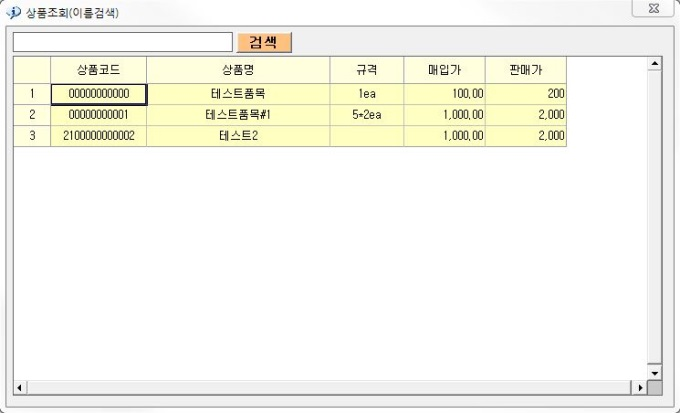 상품조회(이름검색)
검색
상품코드 상품명 규격 매입가 판매가
1 00000000000 테스트품목 1ea 100,00 200
2 00000000001 테스트품목#1 5*2ea 1,000,00 2,000
3 2100000000002 테스트2 1,000,00 2,000